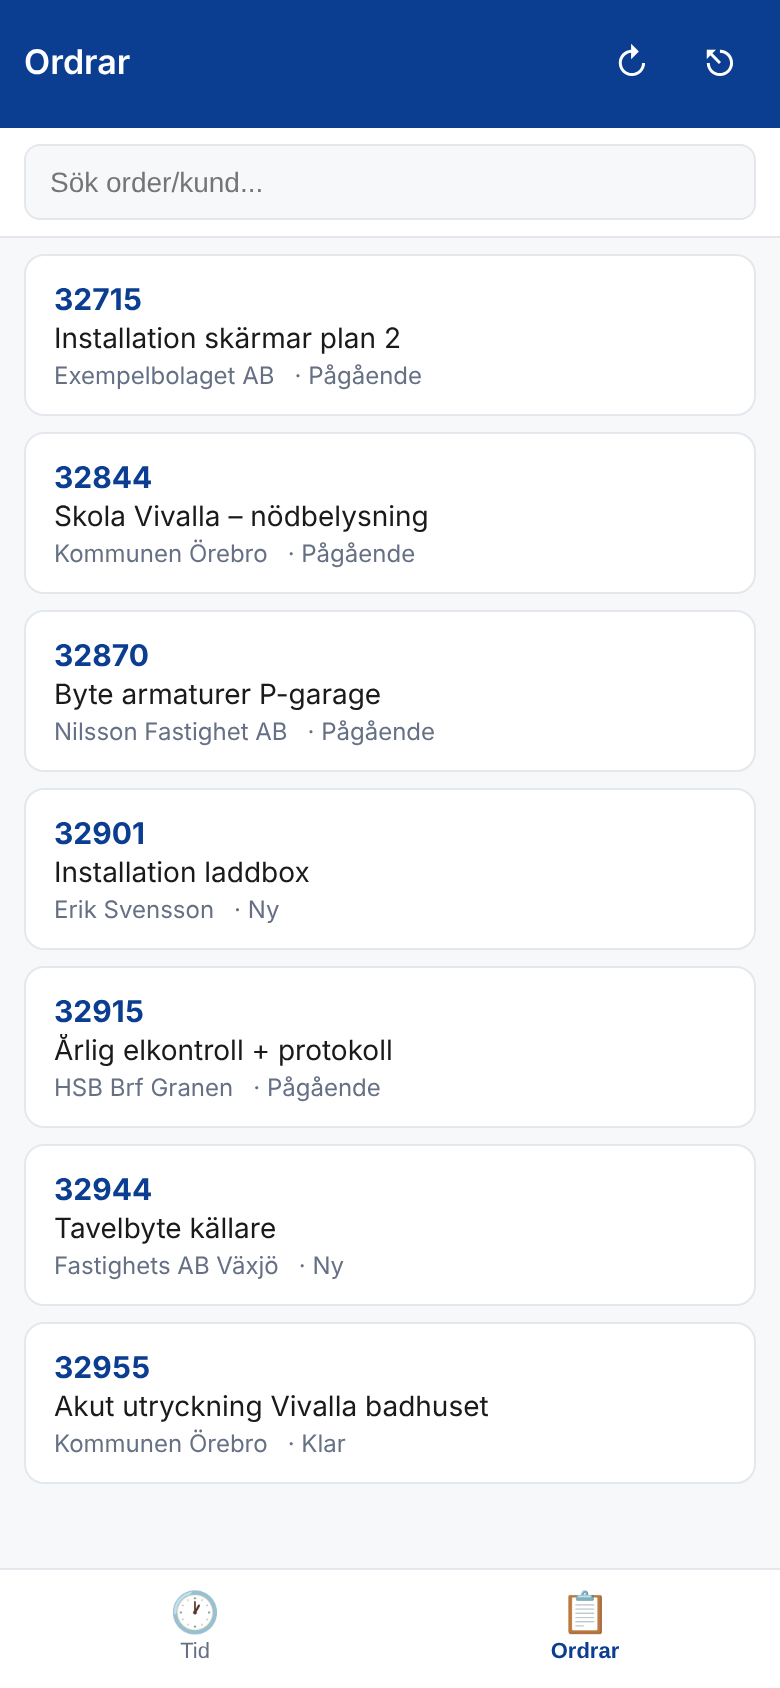 Ordrar
Sök order/kund...
32715
Installation skärmar plan 2
Exempelbolaget AB · Pågående
32844
Skola Vivalla – nödbelysning
Kommunen Örebro · Pågående
32870
Byte armaturer P-garage
Nilsson Fastighet AB · Pågående
32901
Installation laddbox
Erik Svensson · Ny
32915
Årlig elkontroll + protokoll
HSB Brf Granen · Pågående
32944
Tavelbyte källare
Fastighets AB Växjö · Ny
32955
Akut utryckning Vivalla badhuset
Kommunen Örebro · Klar
Tid
Ordrar